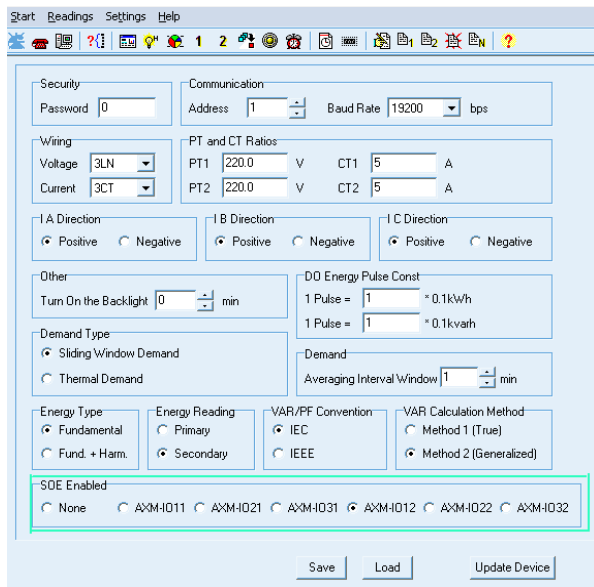 Start Readings Settings Help
?{} 1 2 1 2 N ?
Security Communication
Password 0 Address 1 Baud Rate 19200 bps
Wiring PT and CT Ratios
Voltage 3LN PT1 220.0 V CT1 5 A
Current 3CT PT2 220.0 V CT2 5 A
I A Direction I B Direction I C Direction
Positive Negative Positive Negative Positive Negative
Other DO Energy Pulse Const
Turn On the Backlight 0 min 1 Pulse = 1 * 0.1kWh
1 Pulse = 1 * 0.1kvarh
Demand Type
Sliding Window Demand Demand
Thermal Demand Averaging Interval Window 1 min
Energy Type Energy Reading VAR/PF Convention VAR Calculation Method
Fundamental Primary IEC Method 1 (True)
Fund. + Harm. Secondary IEEE Method 2 (Generalized)
SOE Enabled
None AXM-IO11 AXM-IO21 AXM-IO31 AXM-IO12 AXM-IO22 AXM-IO32
Save Load Update Device